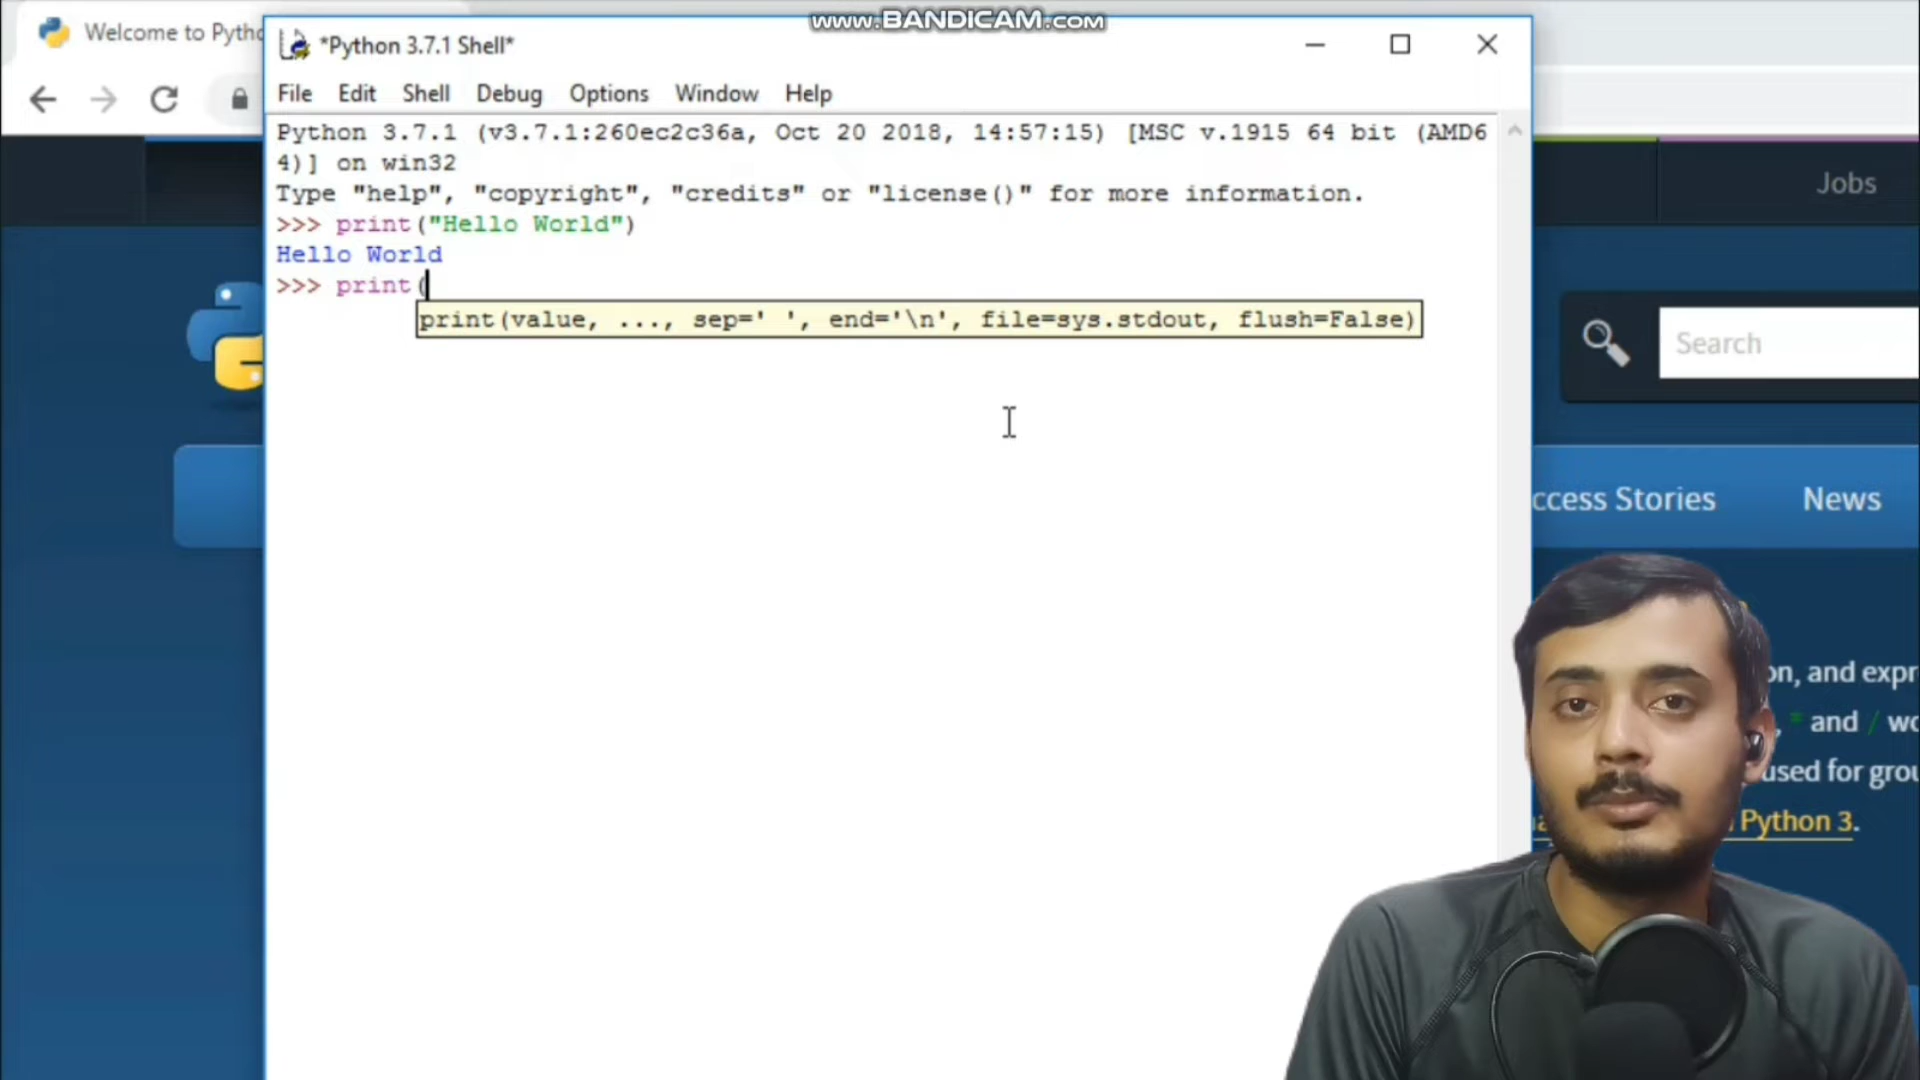 www.BANDICAM.com
Welcome to Pytho
*Python 3.7.1 Shell*
File Edit Shell Debug Options Window Help
Python 3.7.1 (v3.7.1:260ec2c36a, Oct 20 2018, 14:57:15) [MSC v.1915 64 bit (AMD6
4)] on win32
Type "help", "copyright", "credits" or "license()" for more information.
>>> print("Hello World")
Hello World
>>> print(
print(value, ..., sep=' ', end='\n', file=sys.stdout, flush=False)
Jobs
Search
ccess Stories News
on, and expr
, * and / wo
used for grou
Python 3.